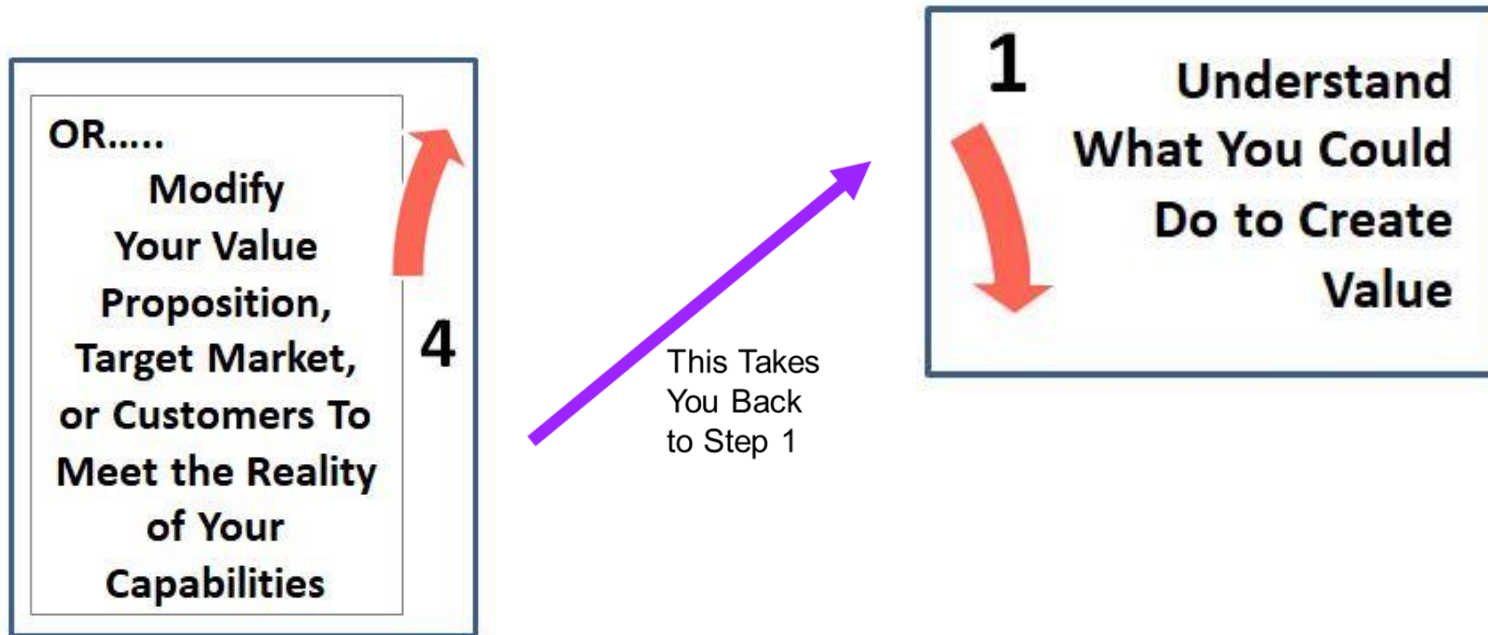 OR.....
Modify
Your Value
Proposition,
Target Market,
or Customers To
Meet the Reality
of Your
Capabilities
4
This Takes
You Back
to Step 1
1
Understand
What You Could
Do to Create
Value